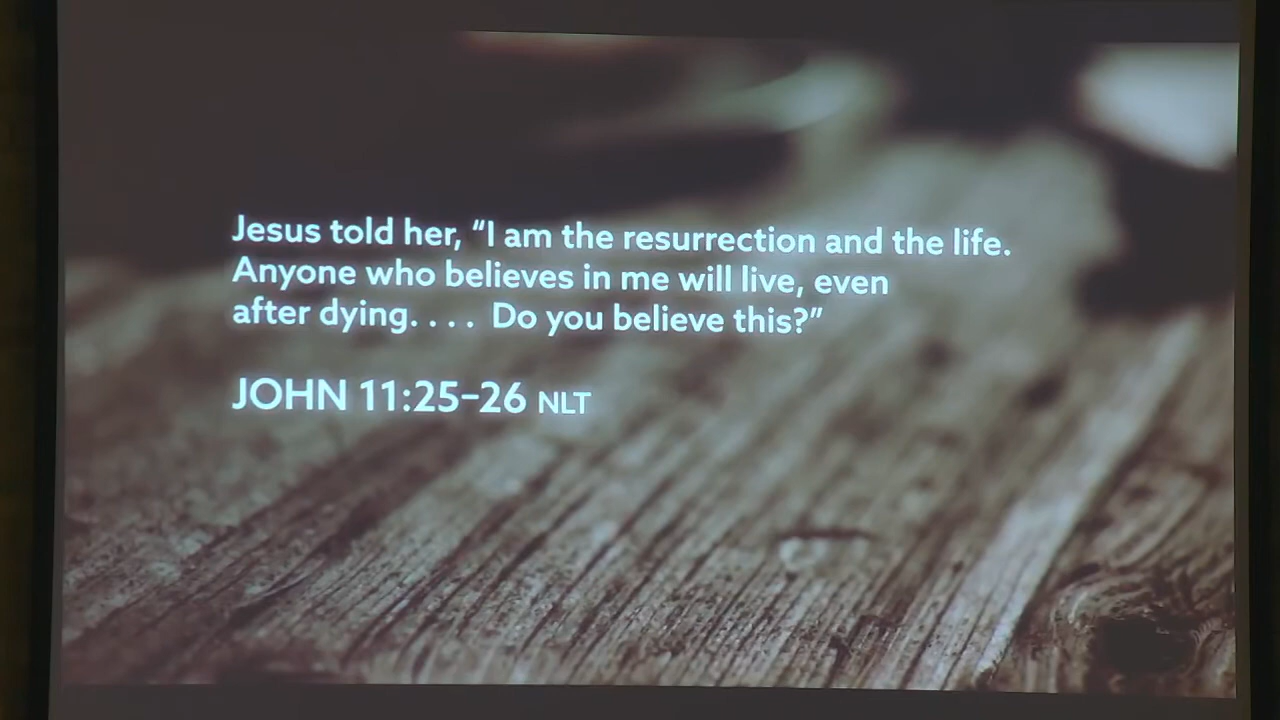 Jesus told her, “I am the resurrection and the life.
Anyone who believes in me will live, even
after dying. . . .  Do you believe this?”
JOHN 11:25–26 NLT